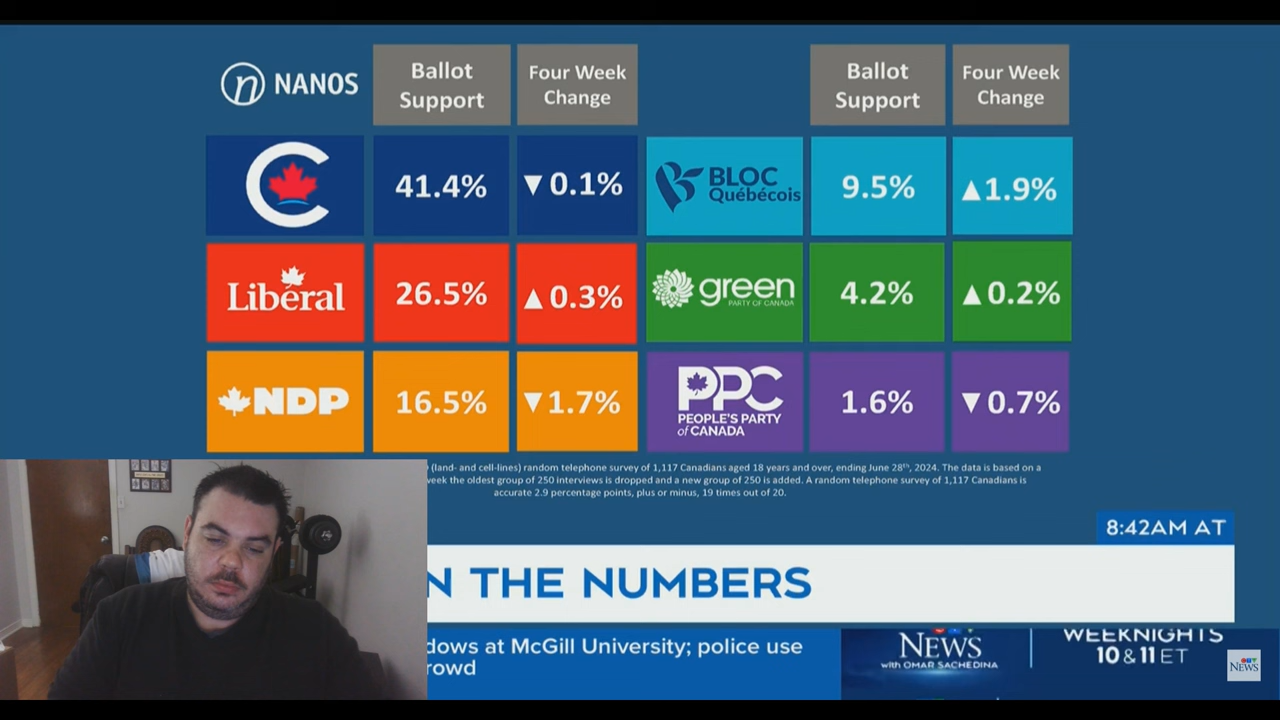 NANOS
Ballot Support
Four Week Change
Ballot Support
Four Week Change
41.4%
▼0.1%
BLOC Québécois
9.5%
▲1.9%
Liberal
26.5%
▲0.3%
green PARTY OF CANADA
4.2%
▲0.2%
NDP
16.5%
▼1.7%
PPC PEOPLE'S PARTY of CANADA
1.6%
▼0.7%
(land- and cell-lines) random telephone survey of 1,117 Canadians aged 18 years and over, ending June 28th, 2024. The data is based on a
week the oldest group of 250 interviews is dropped and a new group of 250 is added. A random telephone survey of 1,117 Canadians is
accurate 2.9 percentage points, plus or minus, 19 times out of 20.
8:42AM AT
N THE NUMBERS
dows at McGill University; police use
rowd
NEWS
with OMAR SACHEDINA
WEEKNIGHTS
10 & 11 ET
NEWS